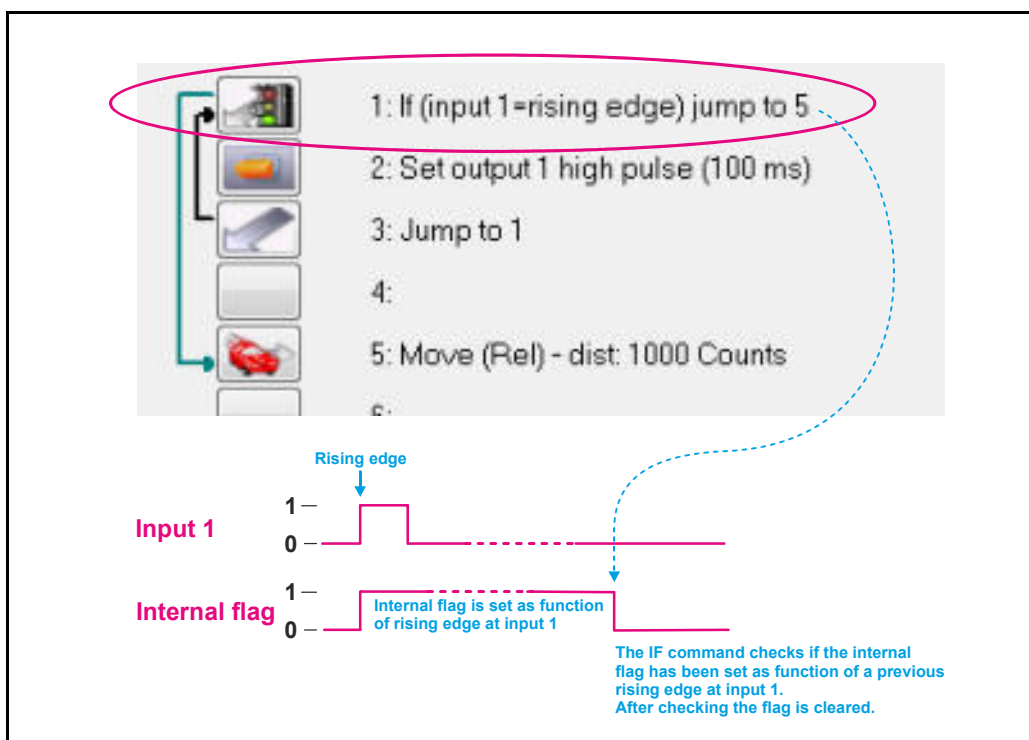 1: If (input 1=rising edge) jump to 5
2: Set output 1 high pulse (100 ms)
3: Jump to 1
4:
5: Move (Rel) - dist: 1000 Counts
6:
Rising edge
Input 1
1
0
Internal flag
1
0
Internal flag is set as function
of rising edge at input 1
The IF command checks if the internal
flag has been set as function of a previous
rising edge at input 1.
After checking the flag is cleared.